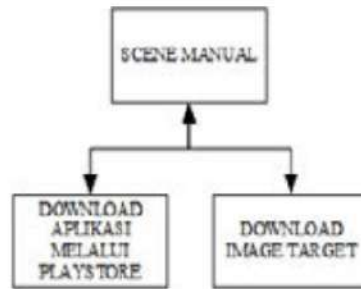 SCENE MANUAL
DOWNLOAD
APLIKASI
MELALUI
PLAYSTORE
DOWNLOAD
IMAGE TARGET